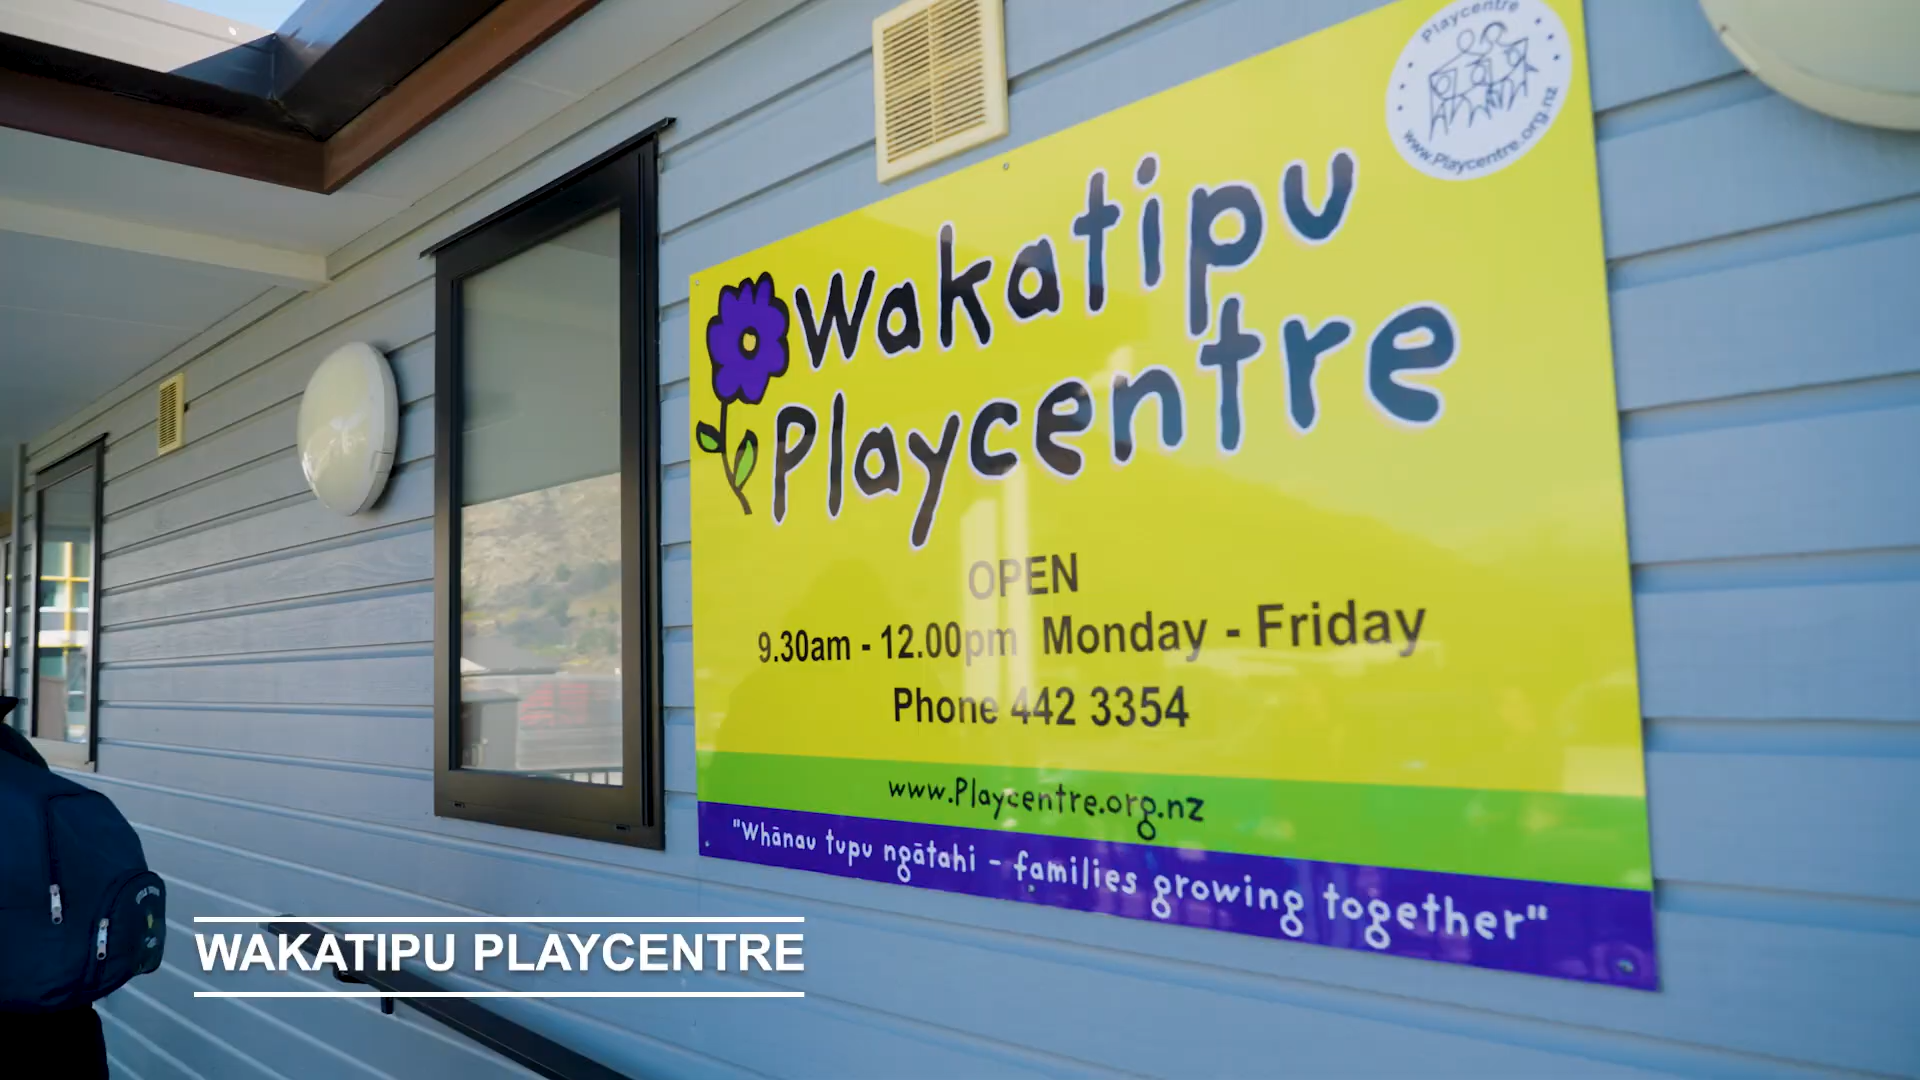 Playcentre
www.Playcentre.org.nz
Wakatipu
Playcentre
OPEN
9.30am - 12.00pm Monday - Friday
Phone 442 3354
www.Playcentre.org.nz
"Whānau tupu ngātahi - families growing together"
WAKATIPU PLAYCENTRE